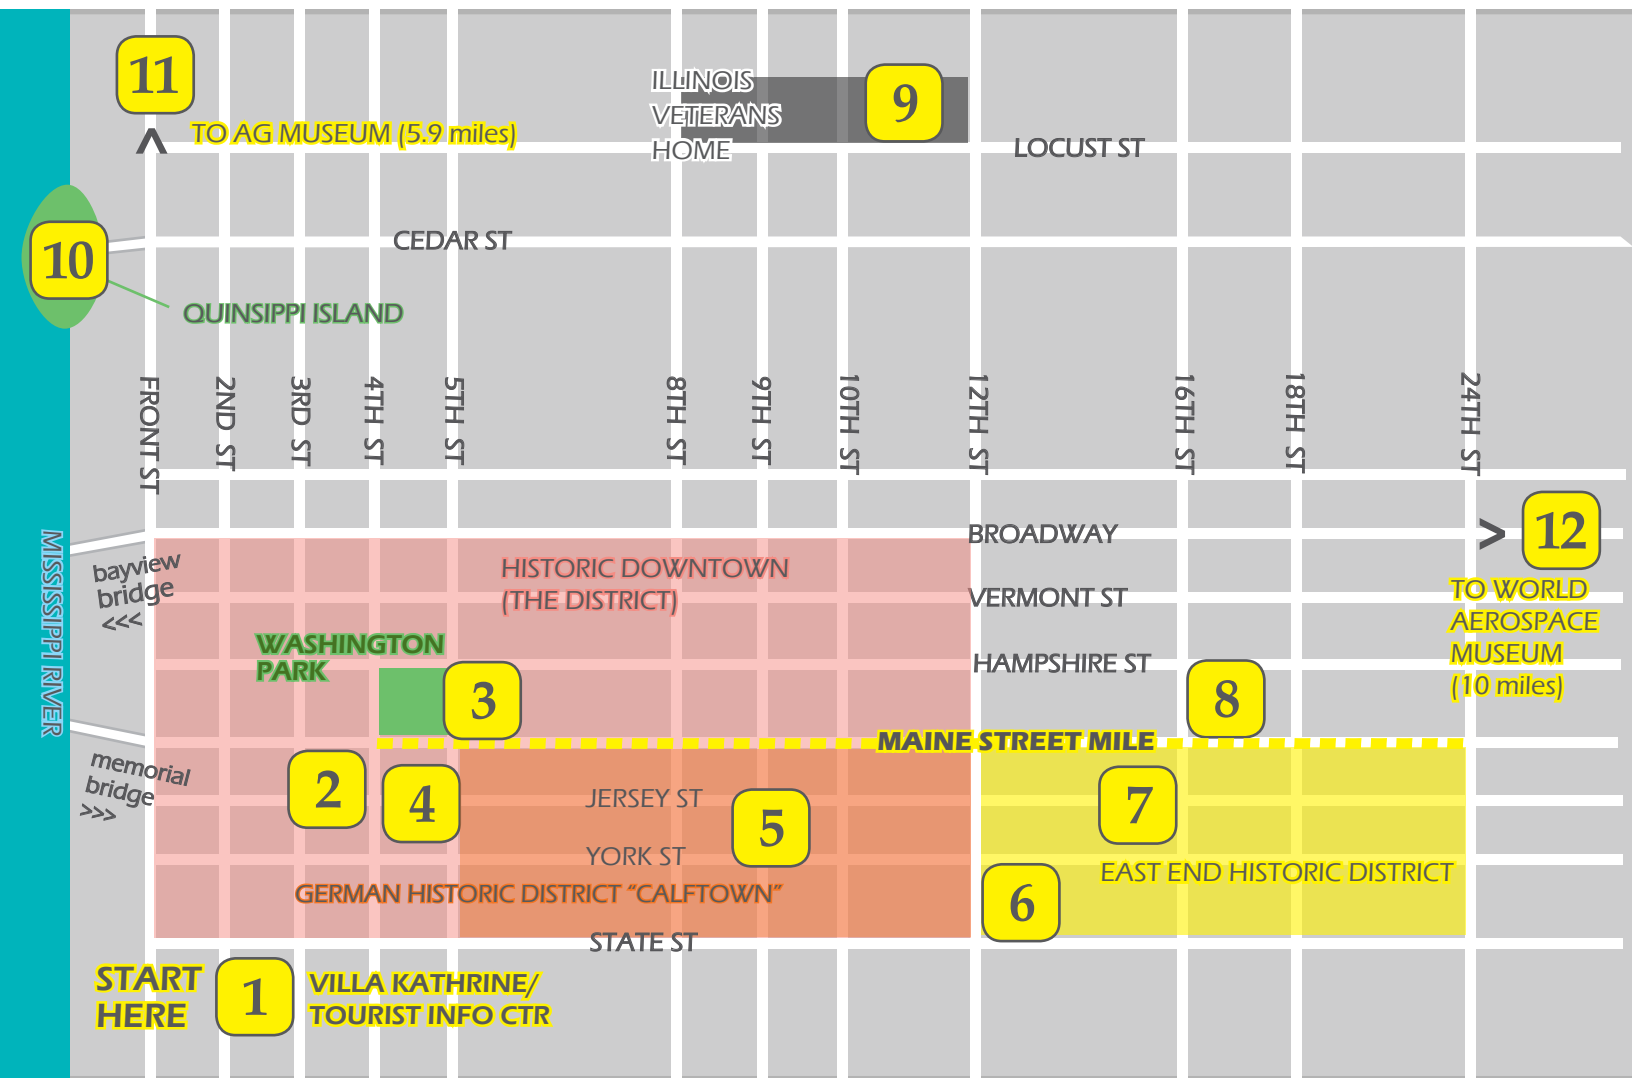 11
TO AG MUSEUM (5.9 miles)
ILLINOIS
VETERANS
HOME
9
LOCUST ST
10
CEDAR ST
QUINSIPPI ISLAND
FRONT ST
2ND ST
3RD ST
4TH ST
5TH ST
8TH ST
9TH ST
10TH ST
12TH ST
16TH ST
18TH ST
24TH ST
MISSISSIPPI RIVER
BROADWAY
>
12
TO WORLD
AEROSPACE
MUSEUM
(10 miles)
bayview
bridge
<<<
HISTORIC DOWNTOWN
(THE DISTRICT)
VERMONT ST
WASHINGTON
PARK
3
HAMPSHIRE ST
8
MAINE STREET MILE
memorial
bridge
>>>
2
4
JERSEY ST
5
7
YORK ST
GERMAN HISTORIC DISTRICT “CALFTOWN”
6
EAST END HISTORIC DISTRICT
STATE ST
START
HERE
1
VILLA KATHRINE/
TOURIST INFO CTR